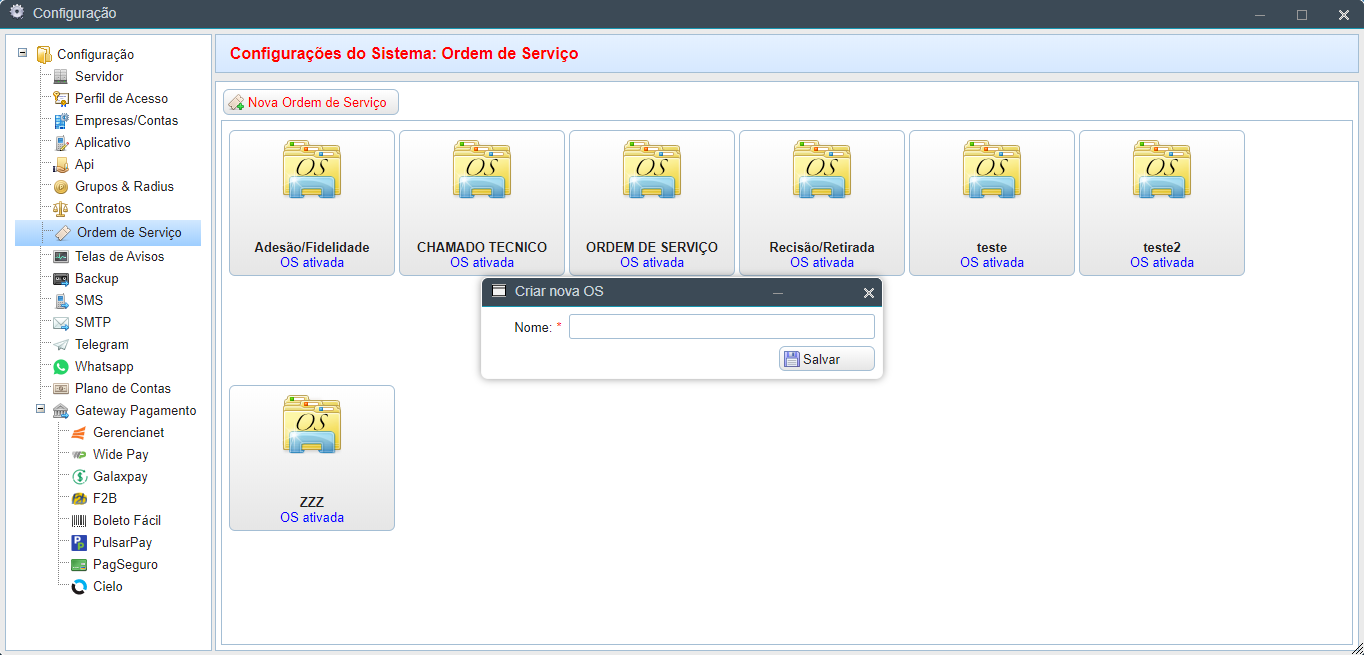 Configuração
Configuração
Servidor
Perfil de Acesso
Empresas/Contas
Aplicativo
Api
Grupos & Radius
Contratos
Ordem de Serviço
Telas de Avisos
Backup
SMS
SMTP
Telegram
Whatsapp
Plano de Contas
Gateway Pagamento
Gerencianet
Wide Pay
Galaxpay
F2B
Boleto Fácil
PulsarPay
PagSeguro
Cielo
Configurações do Sistema: Ordem de Serviço
Nova Ordem de Serviço
OS
Adesão/Fidelidade
OS ativada
OS
CHAMADO TECNICO
OS ativada
OS
ORDEM DE SERVIÇO
OS ativada
OS
Recisão/Retirada
OS ativada
OS
teste
OS ativada
OS
teste2
OS ativada
Criar nova OS
Nome: *
Salvar
OS
ZZZ
OS ativada